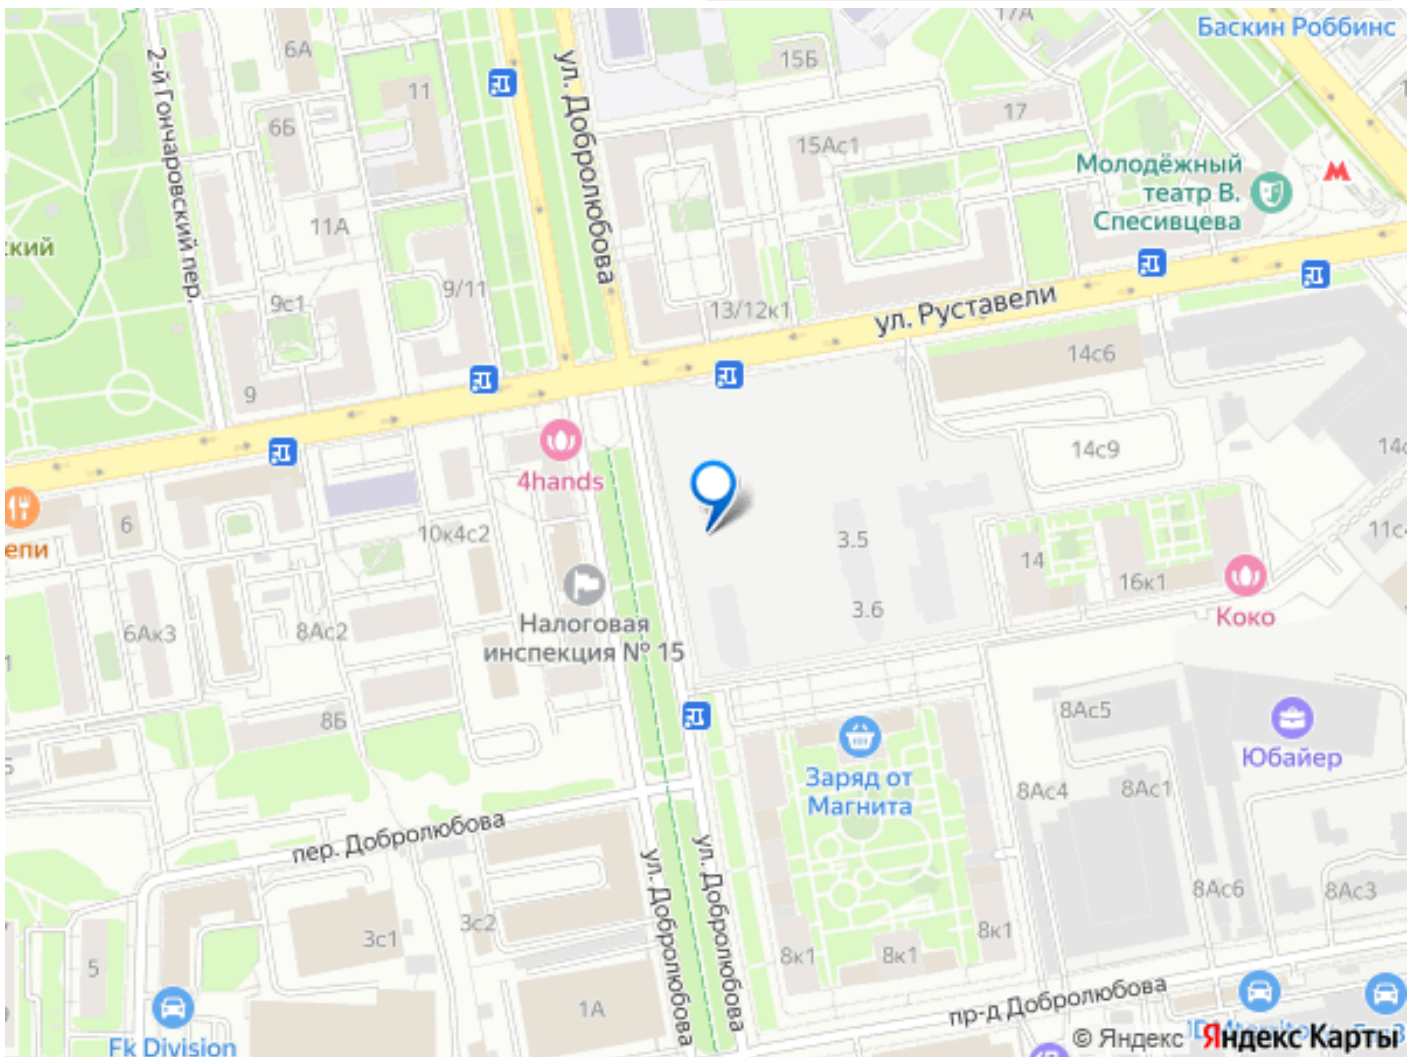 17А
Баскин Роббинс
6А
2-й Гончаровский пер.
ул. Добролюбова
15Б
11
17
6Б
15Ас1
Молодёжный
театр В.
Спесивцева
11А
ский
9/11
9с1
13/12к1
ул. Руставели
14с6
9
4hands
14с9
6
10к4с2
епи
3.5
14
11с
16к1
3.6
Коко
Налоговая
инспекция № 15
6Ак3
8Ас2
1
8Б
8Ас5
Юбайер
Заряд от
Магнита
8Ас4
8Ас1
пер. Добролюбова
ул. Добролюбова
ул. Добролюбова
8Ас6
8Ас3
3с2
3с1
8к1
8к1
8к1
5
1А
пр-д Добролюбова
Fk Division
© Яндекс Яндекс Карты